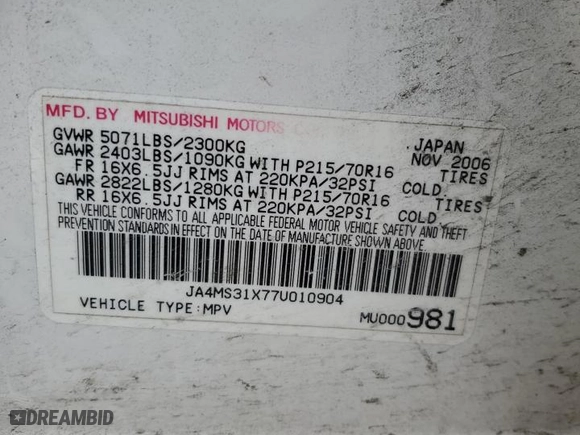 MFD. BY MITSUBISHI MOTORS
JAPAN
GVWR 5071LBS/2300KG NOV 2006
GAWR 2403LBS/1090KG WITH P215/70R16 TIRES
FR 16X6.5JJ RIMS AT 220KPA/32PSI COLD.
GAWR 2822LBS/1280KG WITH P215/70R16 TIRES
RR 16X6.5JJ RIMS AT 220KPA/32PSI COLD.
THIS VEHICLE CONFORMS TO ALL APPLICABLE FEDERAL MOTOR VEHICLE SAFETY AND THEFT
PREVENTION STANDARDS IN EFFECT ON THE DATE OF MANUFACTURE SHOWN ABOVE.
JA4MS31X77U010904
VEHICLE TYPE:MPV MU000981
DREAMBID